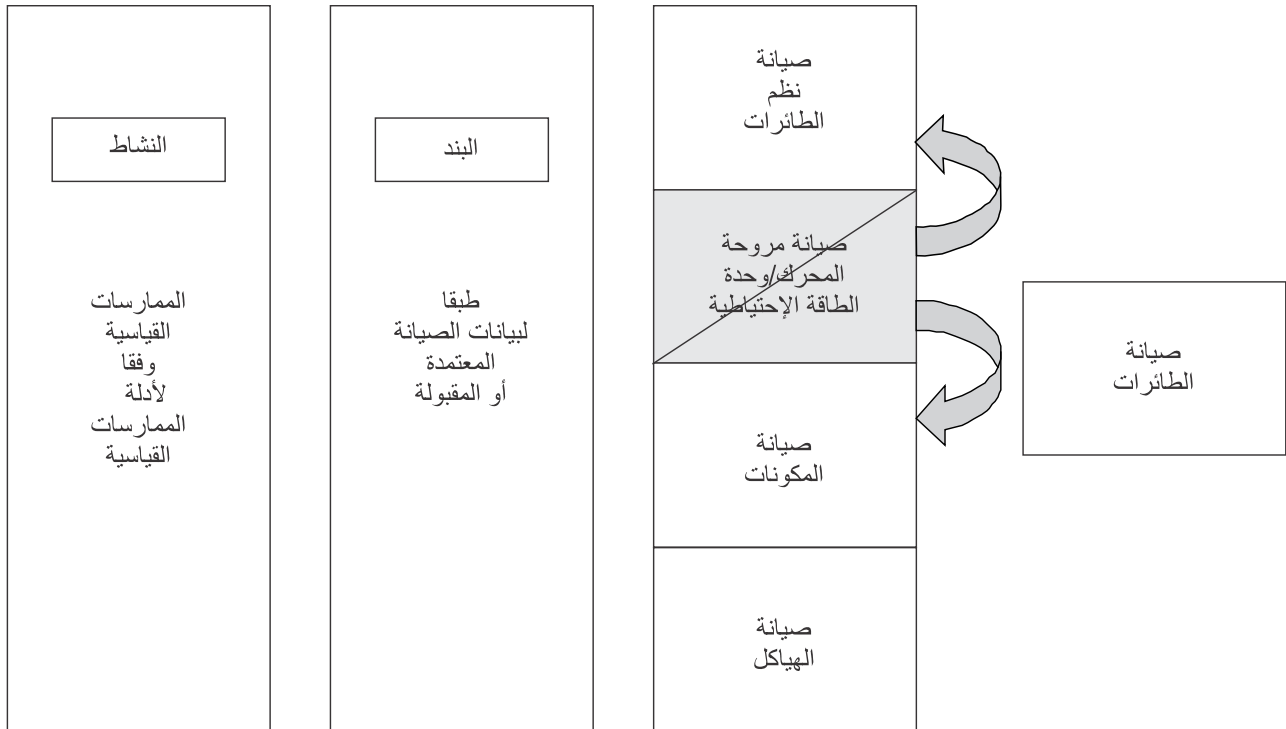 صيانة
الطائرات
صيانة
نظم
الطائرات
صيانة مروحة
المحرك/وحدة
الطاقة الإحتياطية
صيانة
المكونات
صيانة
الهياكل
البند
طبقا
لبيانات الصيانة
المعتمدة
أو المقبولة
النشاط
الممارسات
القياسية
وفقا
لأدلة
الممارسات
القياسية